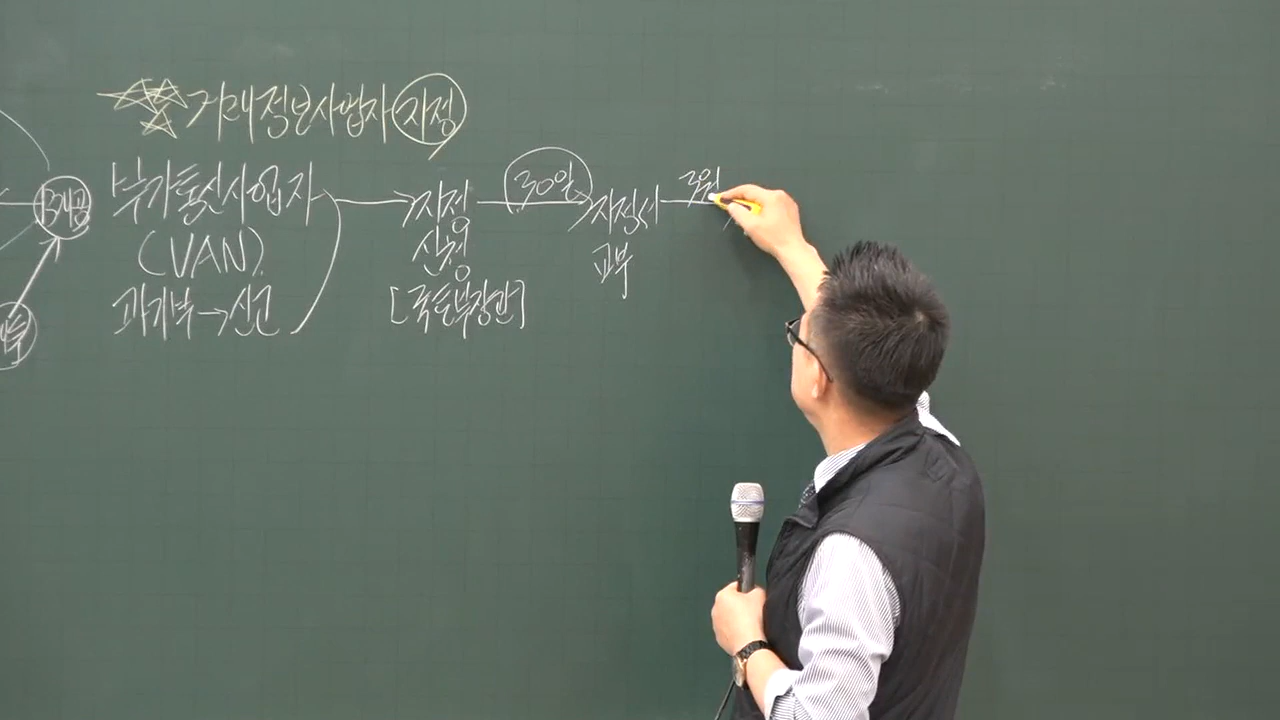 거래정보사업자 지정
부가통신사업자 → 지정 30일 → 지정서 3월
(VAN) 신청 교부
과기부→신고 [국토부장관]